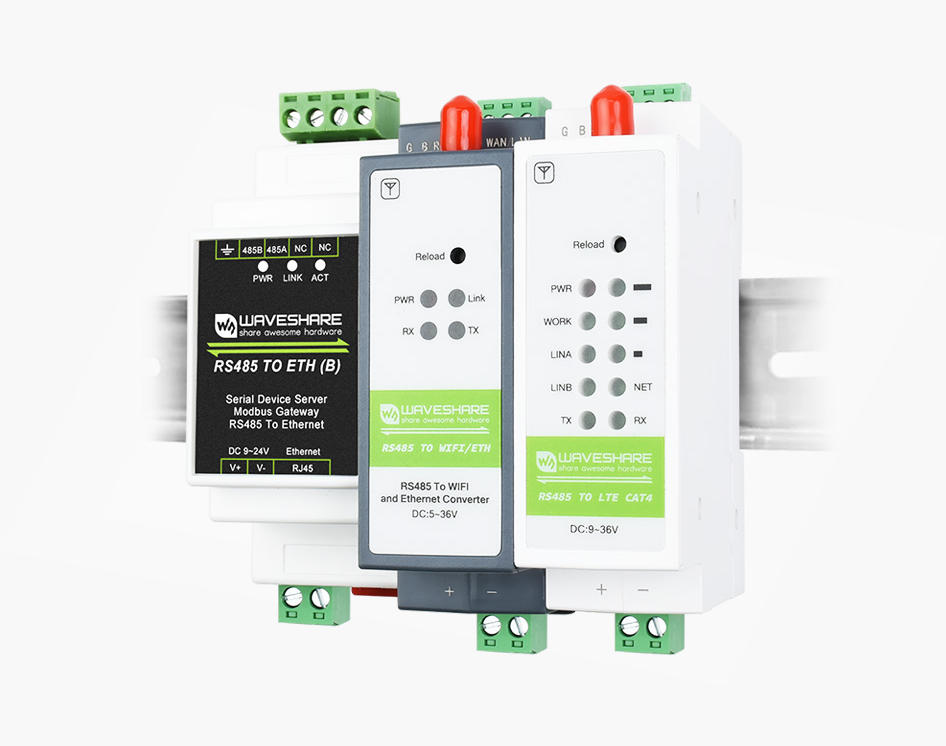 485B 485A NC NC
PWR LINK ACT
WAVESHARE
share awesome hardware
RS485 TO ETH (B)
Serial Device Server
Modbus Gateway
RS485 To Ethernet
DC 9~24V Ethernet
V+ V- RJ45
G B R WAN/LAN
Reload
PWR Link
RX TX
WAVESHARE
share awesome hardware
RS485 TO WIFI/ETH
RS485 To WIFI
and Ethernet Converter
DC:5~36V
+ −
G B
Reload
PWR
WORK
LINA
LINB NET
TX RX
WAVESHARE
share awesome hardware
RS485 TO LTE CAT4
DC:9~36V
+ −